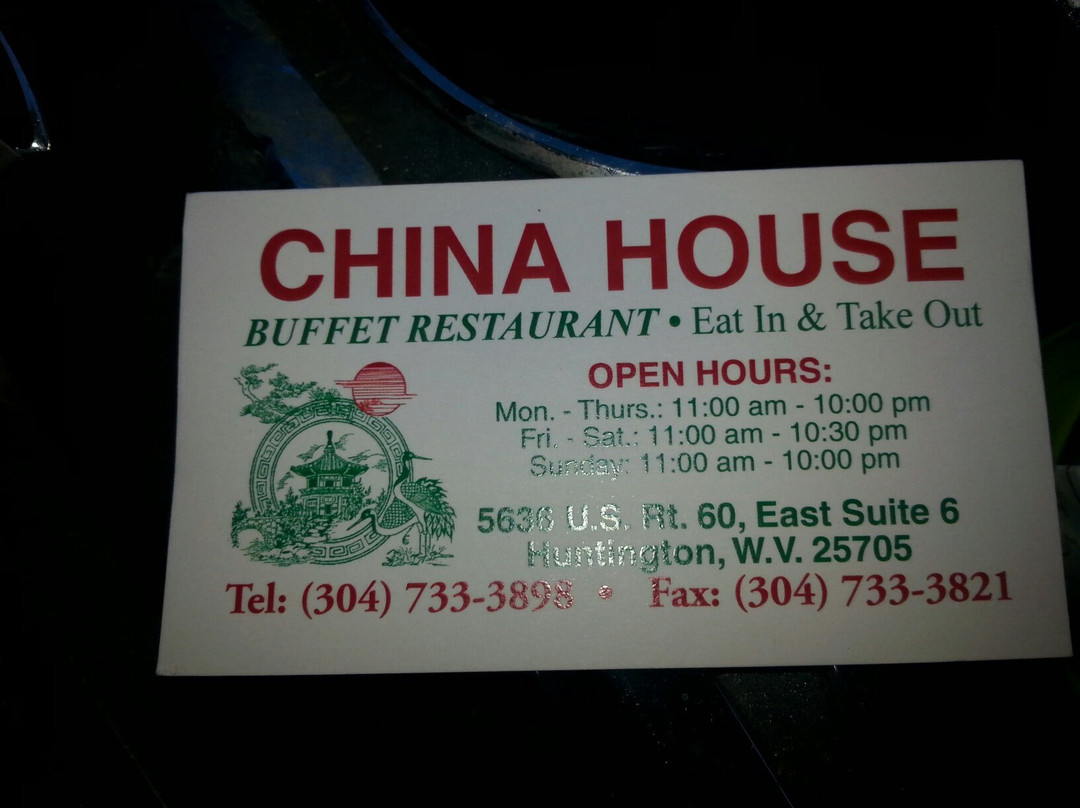 CHINA HOUSE
BUFFET RESTAURANT • Eat In & Take Out
OPEN HOURS:
Mon. - Thurs.: 11:00 am - 10:00 pm
Fri. - Sat.: 11:00 am - 10:30 pm
Sunday: 11:00 am - 10:00 pm
5636 U.S. Rt. 60, East Suite 6
Huntington, W.V. 25705
Tel: (304) 733-3898 • Fax: (304) 733-3821